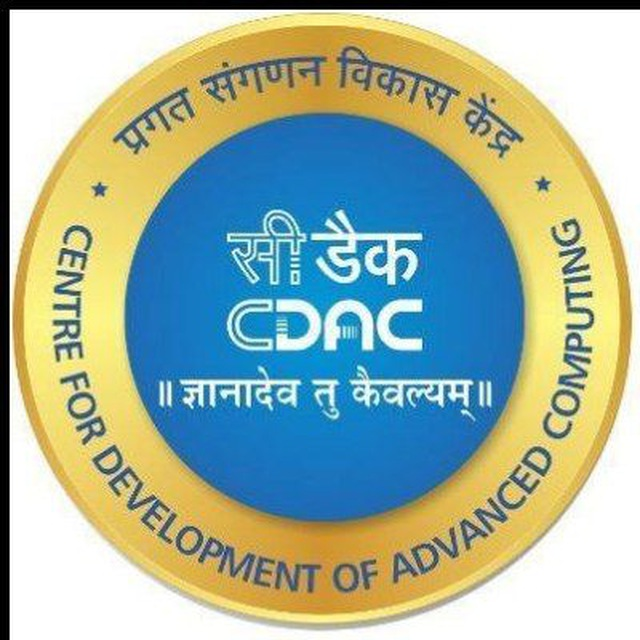 प्रगत संगणन विकास केंद्र
सी डैक
CDAC
॥ ज्ञानादेव तु कैवल्यम् ॥
CENTRE FOR DEVELOPMENT OF ADVANCED COMPUTING